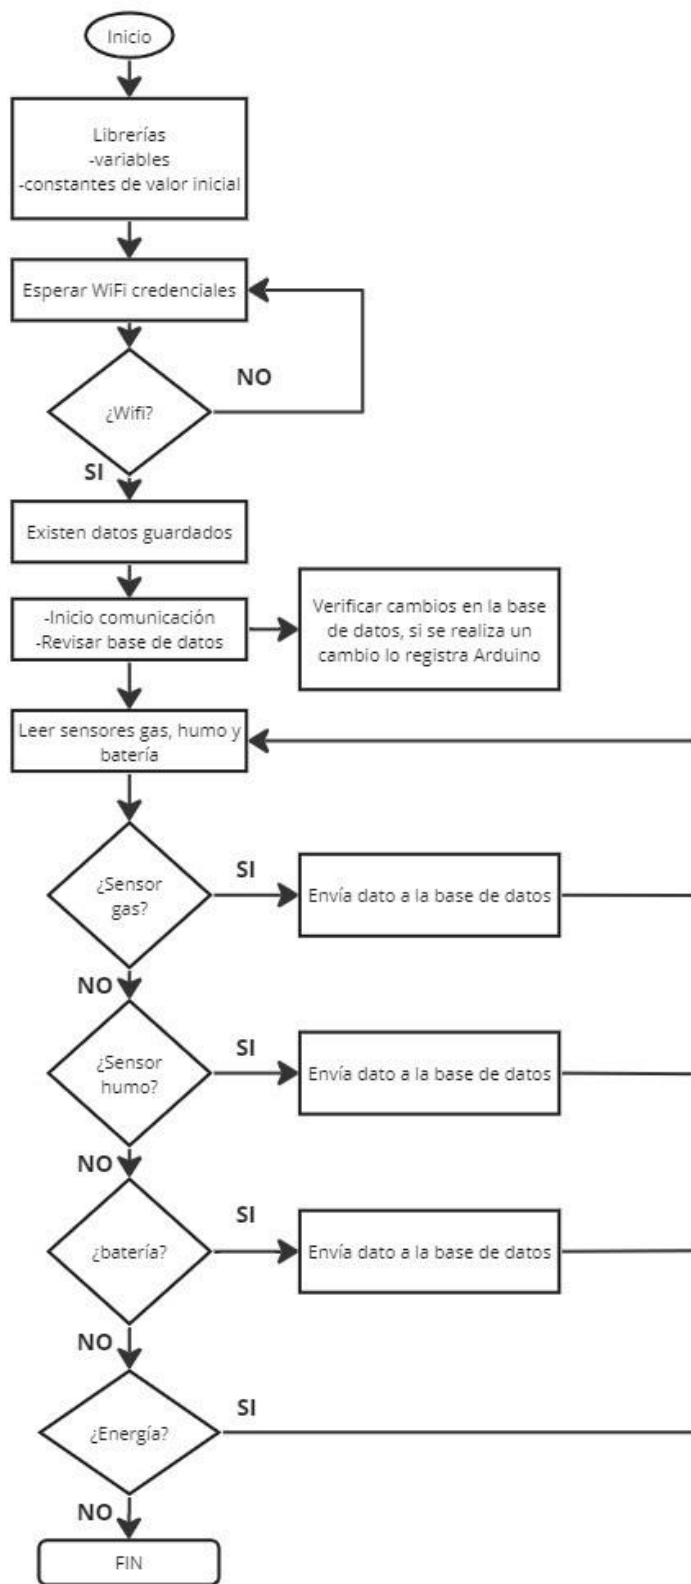 Inicio
Librerías
-variables
-constantes de valor inicial
Esperar WiFi credenciales
¿Wifi?
NO
SI
Existen datos guardados
-Inicio comunicación
-Revisar base de datos
Verificar cambios en la base
de datos, si se realiza un
cambio lo registra Arduino
Leer sensores gas, humo y
batería
¿Sensor
gas?
SI
Envía dato a la base de datos
NO
¿Sensor
humo?
SI
Envía dato a la base de datos
NO
¿batería?
SI
Envía dato a la base de datos
NO
¿Energía?
SI
NO
FIN